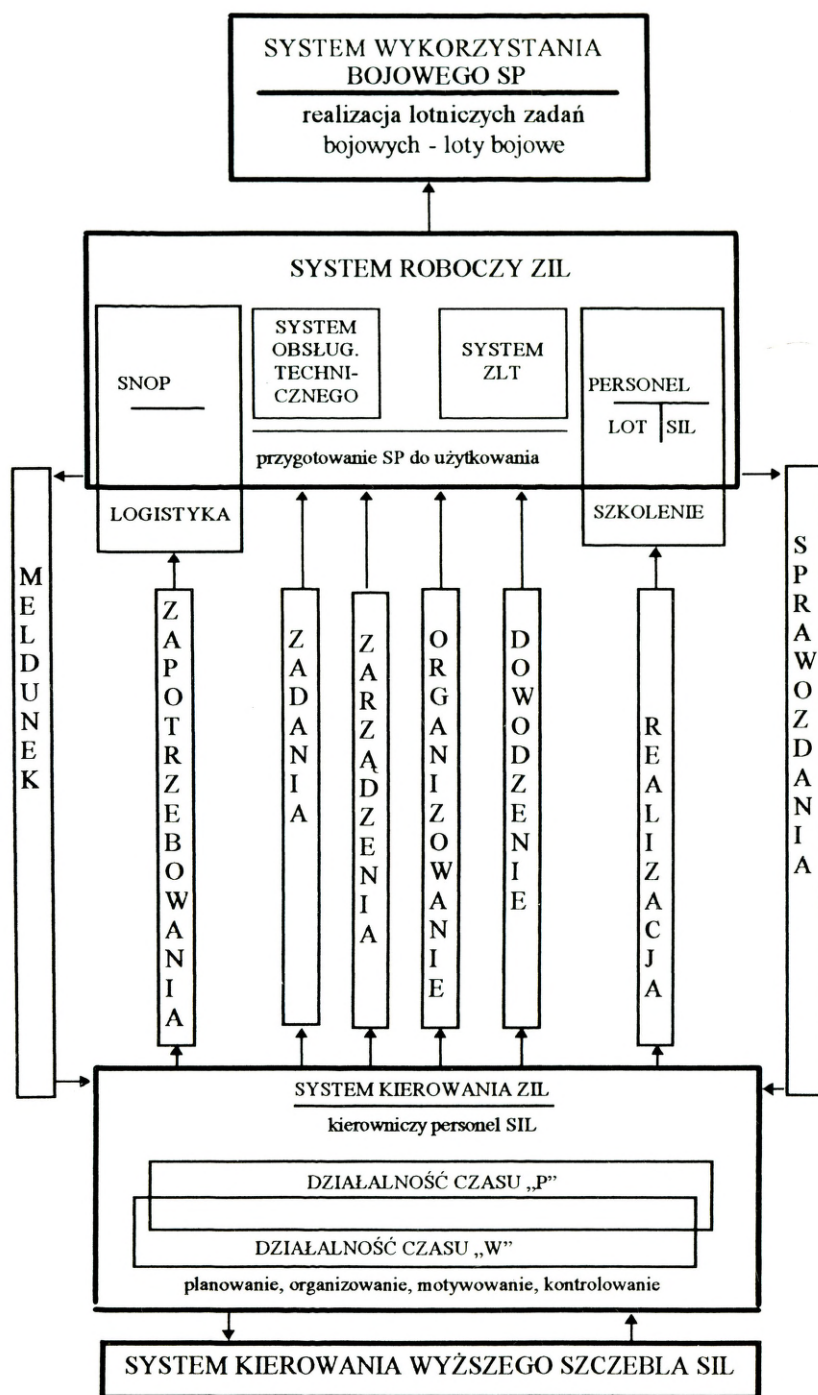 SYSTEM WYKORZYSTANIA
BOJOWEGO SP
realizacja lotniczych zadań
bojowych - loty bojowe
SYSTEM ROBOCZY ZIL
SNOP
LOGISTYKA
SYSTEM
OBSŁUG.
TECHNI-
CZNEGO
SYSTEM
ZLT
przygotowanie SP do użytkowania
PERSONEL
LOT SIL
SZKOLENIE
MELDUNEK
ZAPOTRZEBOWANIA
ZADANIA
ZARZĄDZENIA
ORGANIZOWANIE
DOWODZENIE
REALIZACJA
SPRAWOZDANIA
SYSTEM KIEROWANIA ZIL
kierowniczy personel SIL
DZIAŁALNOŚĆ CZASU „P”
DZIAŁALNOŚĆ CZASU „W”
planowanie, organizowanie, motywowanie, kontrolowanie
SYSTEM KIEROWANIA WYŻSZEGO SZCZEBLA SIL